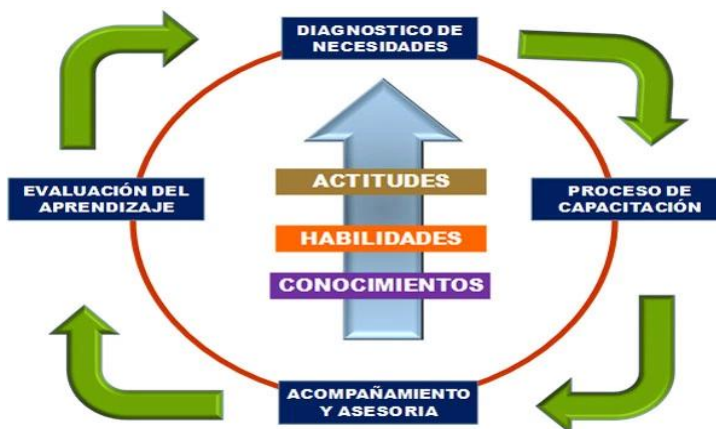 DIAGNOSTICO DE
NECESIDADES
ACTITUDES
EVALUACIÓN DEL
APRENDIZAJE
PROCESO DE
CAPACITACIÓN
HABILIDADES
CONOCIMIENTOS
ACOMPAÑAMIENTO
Y ASESORIA